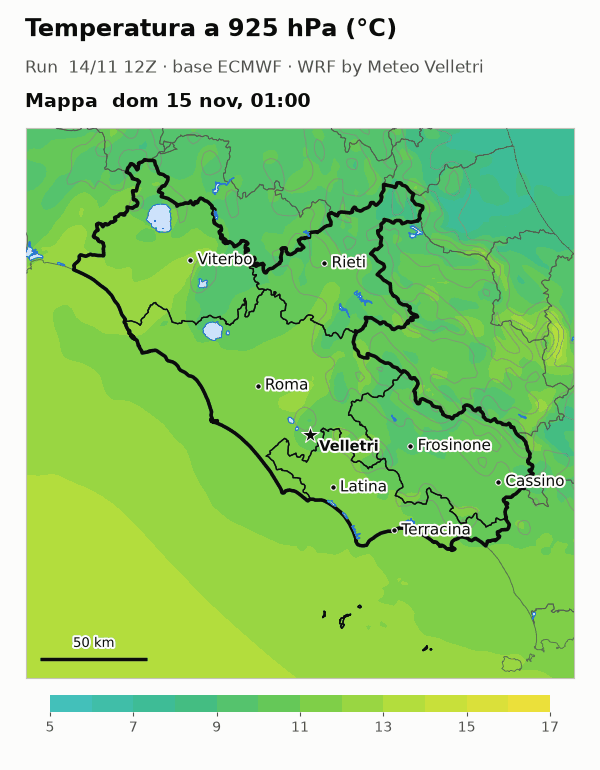 Temperatura a 925 hPa (°C)
Run  14/11 12Z · base ECMWF · WRF by Meteo Velletri
Mappa  dom 15 nov, 01:00
Viterbo
Rieti
Roma
Velletri
Frosinone
Latina
Cassino
Terracina
50 km
5 7 9 11 13 15 17